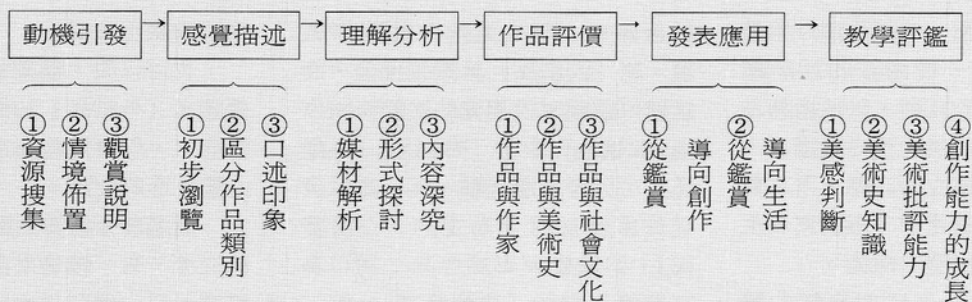 動機引發 → 感覺描述 → 理解分析 → 作品評價 → 發表應用 → 教學評鑑
①資源搜集
②情境佈置
③觀賞說明
①初步瀏覽
②區分作品類別
③口述印象
①媒材解析
②形式探討
③內容深究
①作品與作家
②作品與美術史
③作品與社會文化
①從鑑賞
導向創作
②從鑑賞
導向生活
①美感判斷
②美術史知識
③美術批評能力
④創作能力的成長